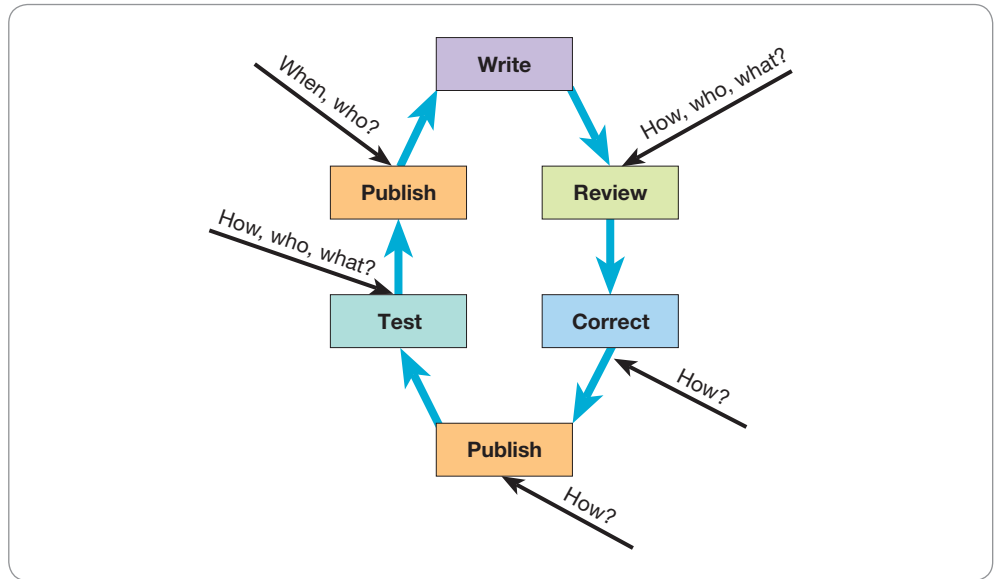 Write
When, who?
How, who, what?
Publish
Review
How, who, what?
Test
Correct
How?
Publish
How?